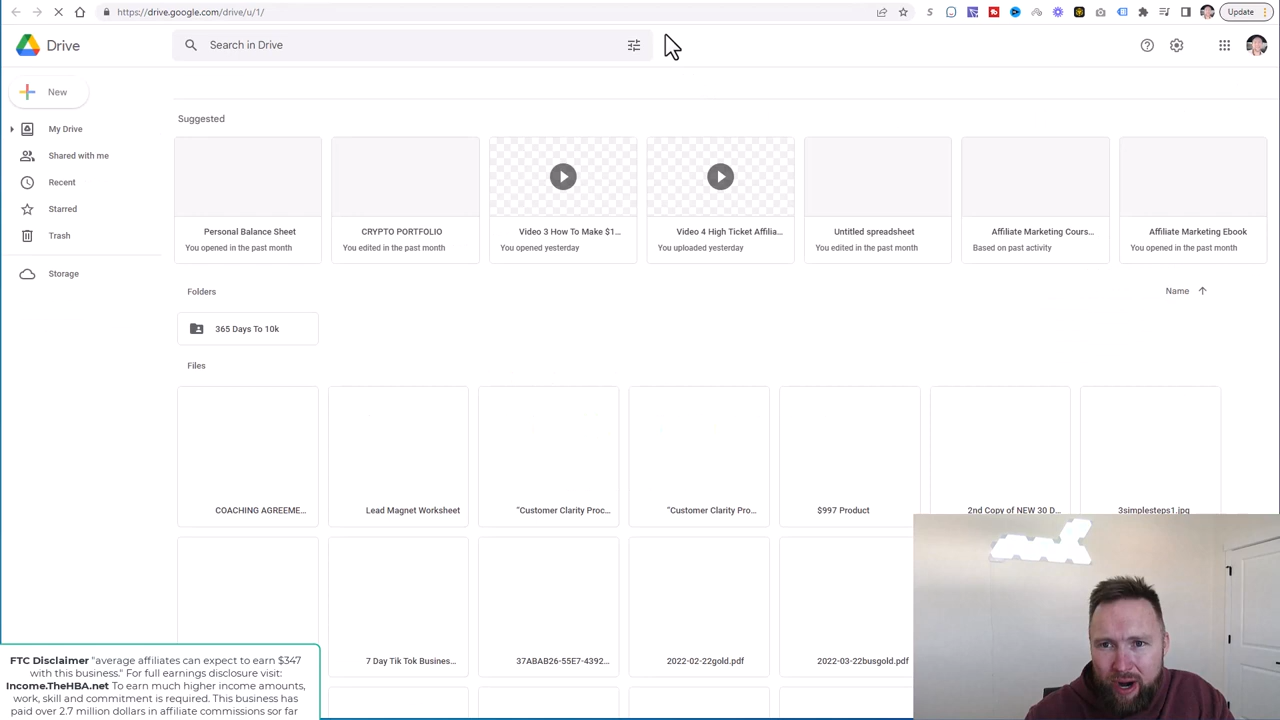 https://drive.google.com/drive/u/1/
Update
Drive
Search in Drive
New
My Drive
Shared with me
Recent
Starred
Trash
Storage
Suggested
Personal Balance Sheet
You opened in the past month
CRYPTO PORTFOLIO
You edited in the past month
Video 3 How To Make $1...
You opened yesterday
Video 4 High Ticket Affilia...
You uploaded yesterday
Untitled spreadsheet
You edited in the past month
Affiliate Marketing Cours...
Based on past activity
Affiliate Marketing Ebook
You opened in the past month
Folders
Name
365 Days To 10k
Files
COACHING AGREEME...
Lead Magnet Worksheet
"Customer Clarity Proc...
"Customer Clarity Pro...
$997 Product
2nd Copy of NEW 30 D...
3simplesteps1.jpg
7 Day Tik Tok Busines...
37ABAB26-55E7-4392...
2022-02-22gold.pdf
2022-03-22busgold.pdf
FTC Disclaimer "average affiliates can expect to earn $347
with this business." For full earnings disclosure visit:
Income.TheHBA.net To earn much higher income amounts,
work, skill and commitment is required. This business has
paid over 2.7 million dollars in affiliate commissions sor far